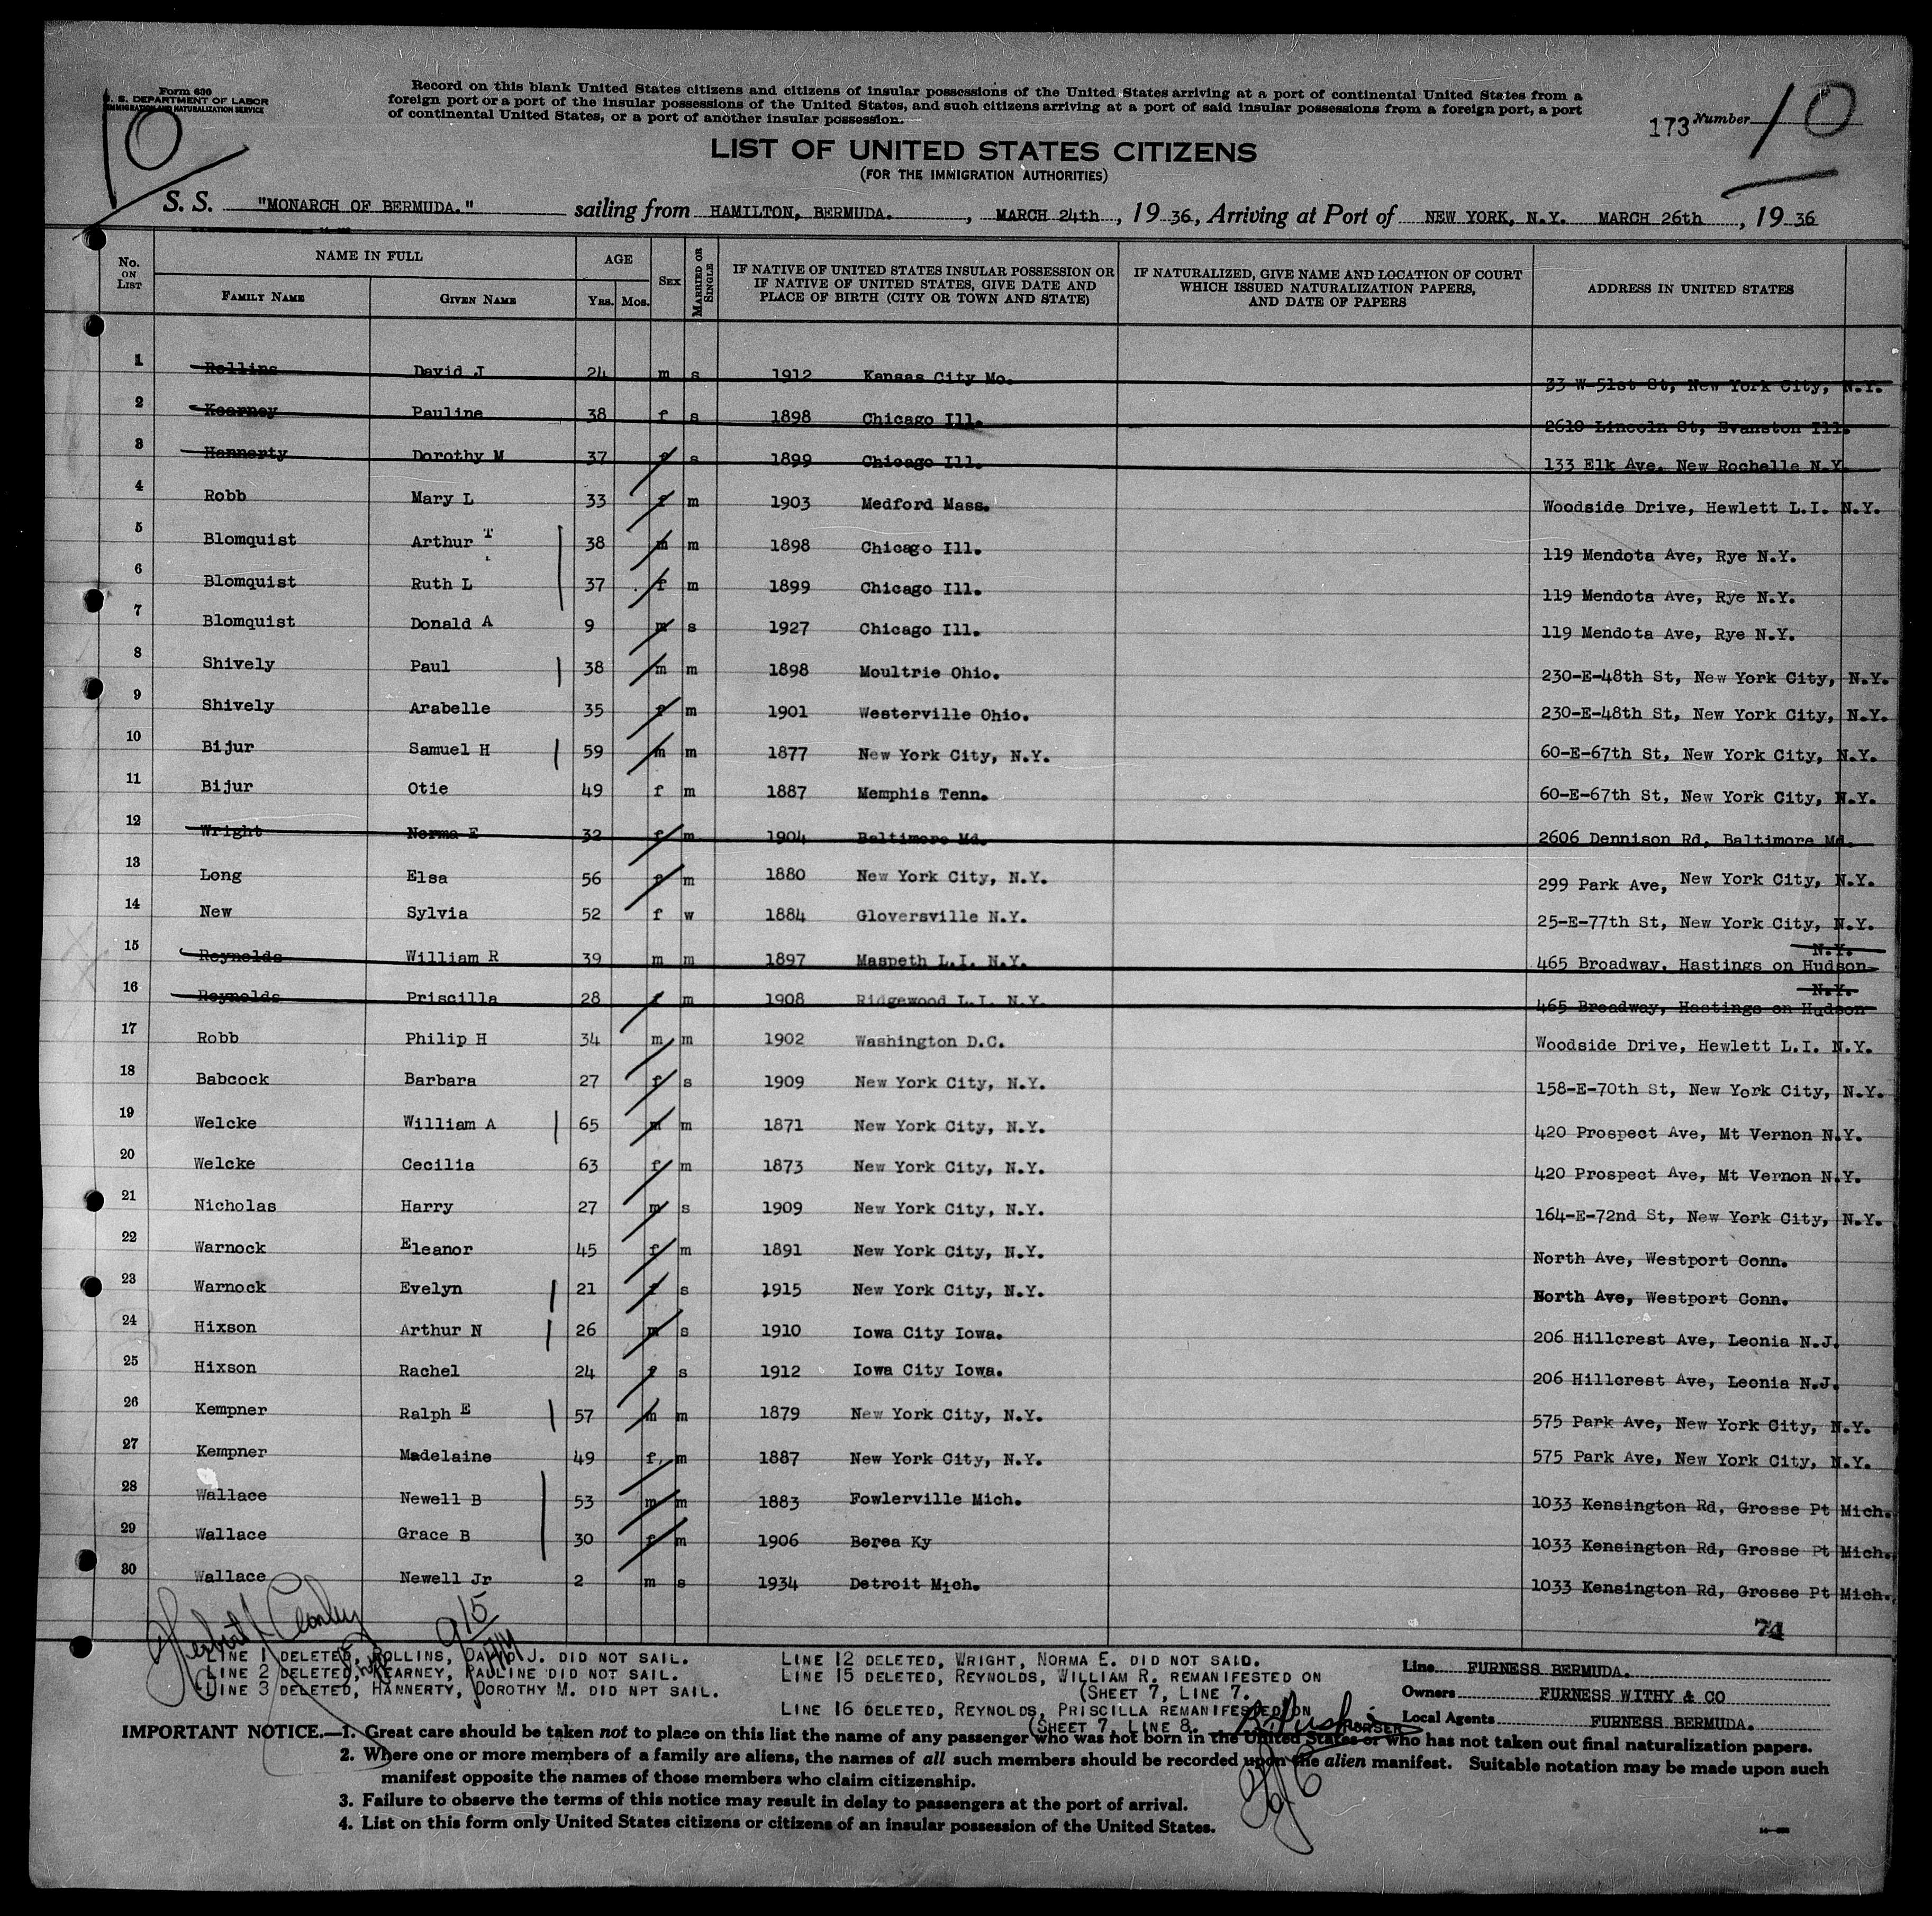 Form 630
U. S. DEPARTMENT OF LABOR
IMMIGRATION AND NATURALIZATION SERVICE
10
Record on this blank United States citizens and citizens of insular possessions of the United States arriving at a port of continental United States from a
foreign port or a port of the insular possessions of the United States, and such citizens arriving at a port of said insular possessions from a foreign port, a port
of continental United States, or a port of another insular possession.
173 Number 10
LIST OF UNITED STATES CITIZENS
(FOR THE IMMIGRATION AUTHORITIES)
S. S. "MONARCH OF BERMUDA." sailing from HAMILTON, BERMUDA. , MARCH 24th , 19 36, Arriving at Port of NEW YORK, N.Y. MARCH 26th , 19 36
No. ON LIST NAME IN FULL FAMILY NAME GIVEN NAME AGE YRS. MOS. SEX MARRIED OR SINGLE IF NATIVE OF UNITED STATES INSULAR POSSESSION OR IF NATIVE OF UNITED STATES, GIVE DATE AND PLACE OF BIRTH (CITY OR TOWN AND STATE) IF NATURALIZED, GIVE NAME AND LOCATION OF COURT WHICH ISSUED NATURALIZATION PAPERS, AND DATE OF PAPERS ADDRESS IN UNITED STATES
1 Rollins David J 24 m s 1912 Kansas City Mo. 33 W-51st St, New York City, N.Y.
2 Kearney Pauline 38 f s 1898 Chicago Ill. 2610 Lincoln St, Evanston Ill.
3 Hannerty Dorothy M 37 f s 1899 Chicago Ill. 133 Elk Ave. New Rochelle N.Y.
4 Robb Mary L 33 f m 1903 Medford Mass. Woodside Drive, Hewlett L.I. N.Y.
5 Blomquist Arthur T 38 m m 1898 Chicago Ill. 119 Mendota Ave, Rye N.Y.
6 Blomquist Ruth L 37 f m 1899 Chicago Ill. 119 Mendota Ave, Rye N.Y.
7 Blomquist Donald A 9 m s 1927 Chicago Ill. 119 Mendota Ave, Rye N.Y.
8 Shively Paul 38 m m 1898 Moultrie Ohio. 230-E-48th St, New York City, N.Y.
9 Shively Arabelle 35 f m 1901 Westerville Ohio. 230-E-48th St, New York City, N.Y.
10 Bijur Samuel H 59 m m 1877 New York City, N.Y. 60-E-67th St, New York City, N.Y.
11 Bijur Otie 49 f m 1887 Memphis Tenn. 60-E-67th St, New York City, N.Y.
12 Wright Norma E 32 f m 1904 Baltimore Md. 2606 Dennison Rd, Baltimore Md.
13 Long Elsa 56 f m 1880 New York City, N.Y. 299 Park Ave, New York City, N.Y.
14 New Sylvia 52 f w 1884 Gloversville N.Y. 25-E-77th St, New York City, N.Y.
15 Reynolds William R 39 m m 1897 Maspeth L.I. N.Y. 465 Broadway, Hastings on Hudson N.Y.
16 Reynolds Priscilla 28 f m 1908 Ridgewood L.I. N.Y. 465 Broadway, Hastings on Hudson N.Y.
17 Robb Philip H 34 m m 1902 Washington D.C. Woodside Drive, Hewlett L.I. N.Y.
18 Babcock Barbara 27 f s 1909 New York City, N.Y. 158-E-70th St, New York City, N.Y.
19 Welcke William A 65 m m 1871 New York City, N.Y. 420 Prospect Ave, Mt Vernon N.Y.
20 Welcke Cecilia 63 f m 1873 New York City, N.Y. 420 Prospect Ave, Mt Vernon N.Y.
21 Nicholas Harry 27 m s 1909 New York City, N.Y. 164-E-72nd St, New York City, N.Y.
22 Warnock Eleanor 45 f m 1891 New York City, N.Y. North Ave, Westport Conn.
23 Warnock Evelyn 21 f s 1915 New York City, N.Y. North Ave, Westport Conn.
24 Hixson Arthur N 26 m s 1910 Iowa City Iowa. 206 Hillcrest Ave, Leonia N.J.
25 Hixson Rachel 24 f s 1912 Iowa City Iowa. 206 Hillcrest Ave, Leonia N.J.
26 Kempner Ralph E 57 m m 1879 New York City, N.Y. 575 Park Ave, New York City, N.Y.
27 Kempner Madelaine 49 f m 1887 New York City, N.Y. 575 Park Ave, New York City, N.Y.
28 Wallace Newell B 53 m m 1883 Fowlerville Mich. 1033 Kensington Rd, Grosse Pt Mich.
29 Wallace Grace B 30 f m 1906 Berea Ky 1033 Kensington Rd, Grosse Pt Mich.
30 Wallace Newell Jr 2 m s 1934 Detroit Mich. 1033 Kensington Rd, Grosse Pt Mich.
915 AM
74
LINE 1 DELETED, ROLLINS, DAVID J. DID NOT SAIL.
LINE 2 DELETED, KEARNEY, PAULINE DID NOT SAIL.
LINE 3 DELETED, HANNERTY, DOROTHY M. DID NPT SAIL.
LINE 12 DELETED, WRIGHT, NORMA E. DID NOT SAID.
LINE 15 DELETED, REYNOLDS, WILLIAM R. REMANIFESTED ON
(SHEET 7, LINE 7.
LINE 16 DELETED, REYNOLDS, PRISCILLA REMANIFESTED ON
(SHEET 7, LINE 8.
PURSER
Line FURNESS BERMUDA.
Owners FURNESS WITHY & CO
Local Agents FURNESS BERMUDA.
IMPORTANT NOTICE.—1. Great care should be taken not to place on this list the name of any passenger who was not born in the United States or who has not taken out final naturalization papers.
2. Where one or more members of a family are aliens, the names of all such members should be recorded upon the alien manifest. Suitable notation may be made upon such
manifest opposite the names of those members who claim citizenship.
3. Failure to observe the terms of this notice may result in delay to passengers at the port of arrival.
4. List on this form only United States citizens or citizens of an insular possession of the United States.